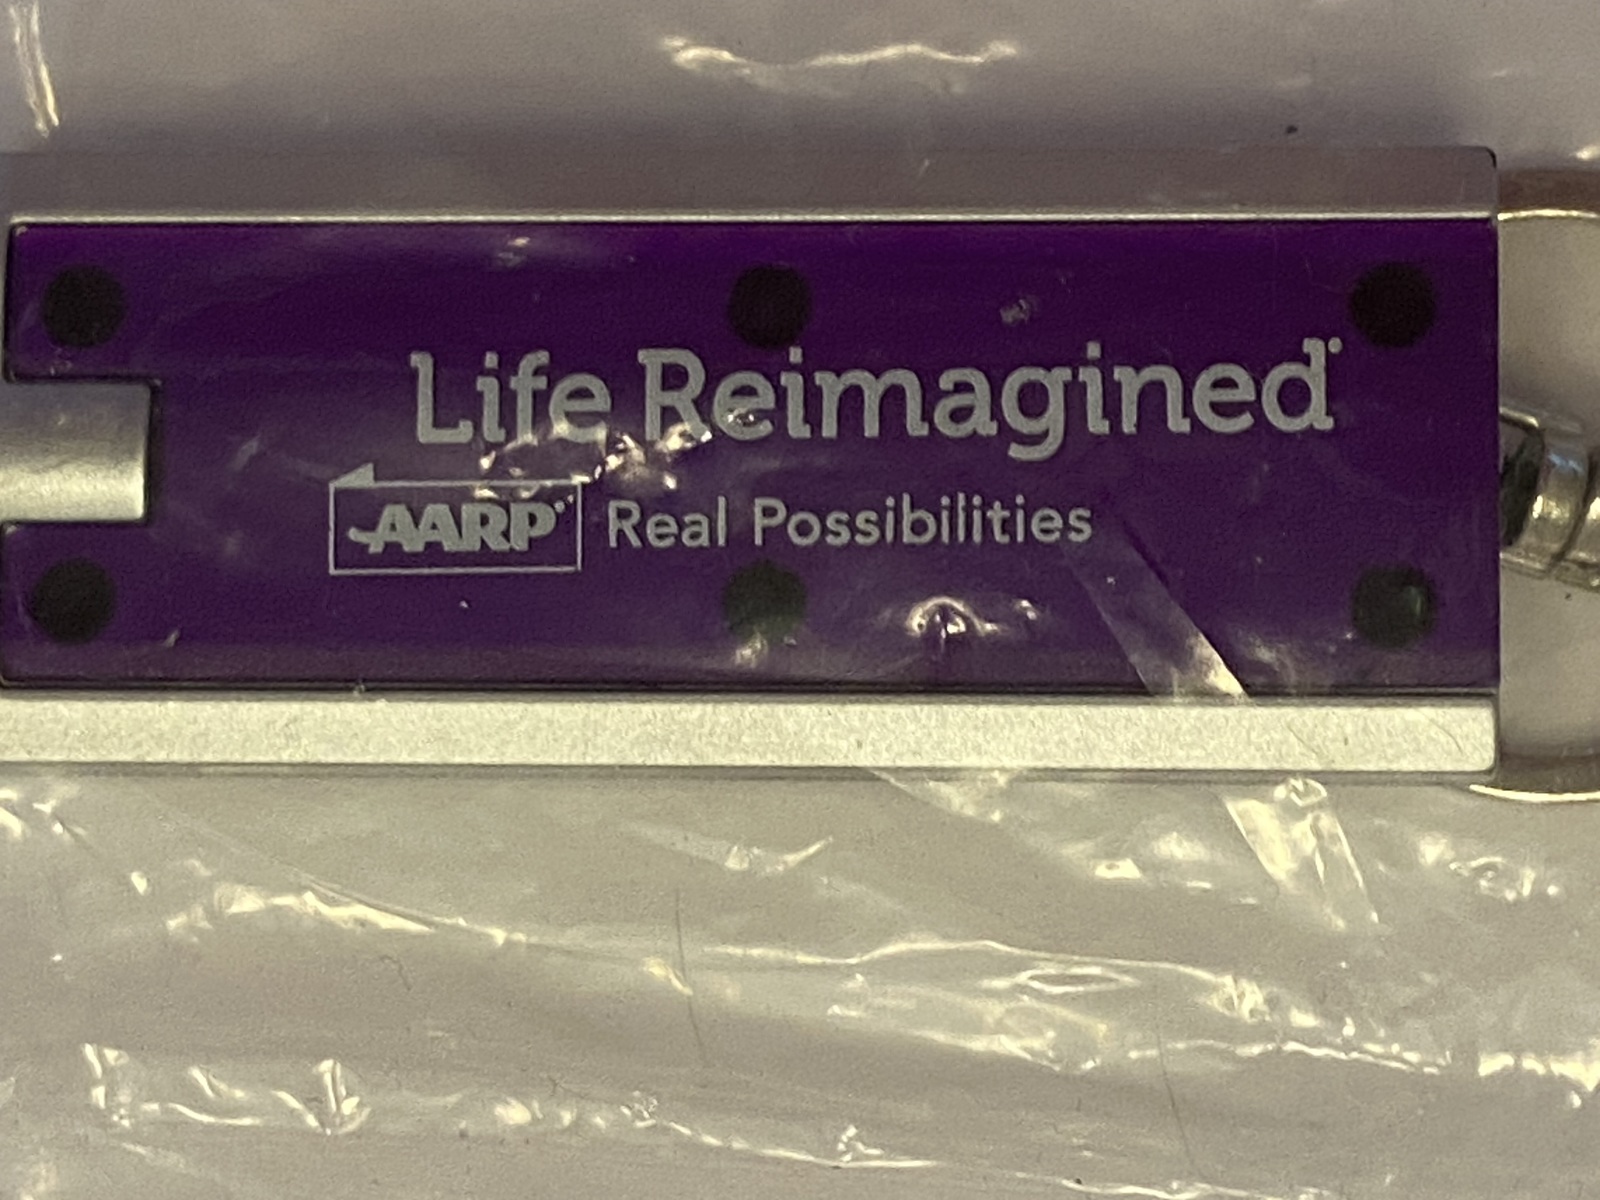 Life Reimagined
AARP® Real Possibilities